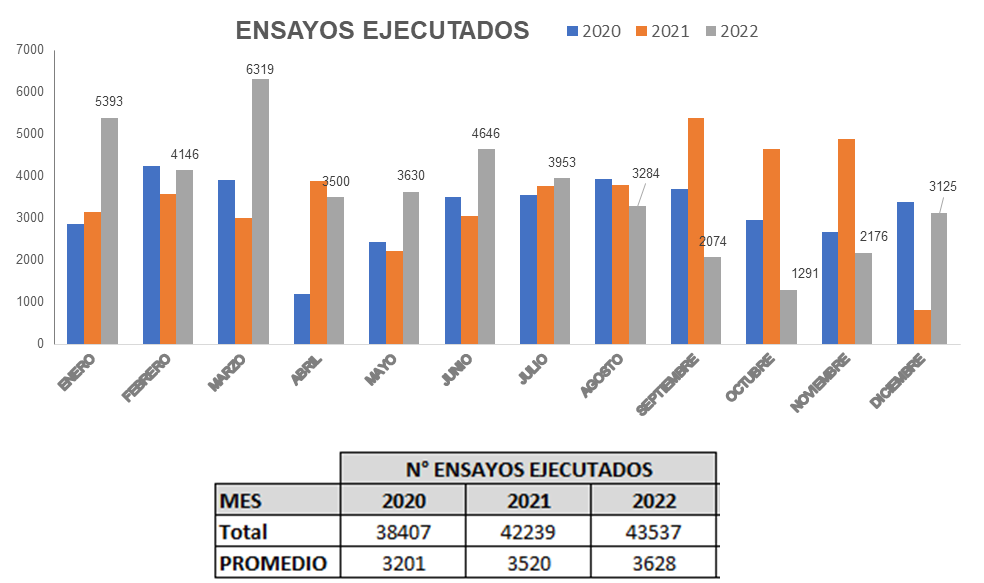 ENSAYOS EJECUTADOS
2020 2021 2022
7000
6000
5000
4000
3000
2000
1000
0
5393
4146
6319
3500
3630
4646
3953
3284
2074
1291
2176
3125
ENERO
FEBRERO
MARZO
ABRIL
MAYO
JUNIO
JULIO
AGOSTO
SEPTIEMBRE
OCTUBRE
NOVIEMBRE
DICIEMBRE
N° ENSAYOS EJECUTADOS
MES 2020 2021 2022
Total 38407 42239 43537
PROMEDIO 3201 3520 3628